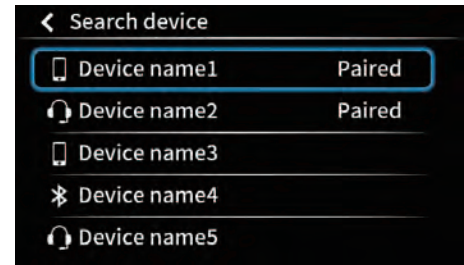 Search device
Device name1 Paired
Device name2 Paired
Device name3
Device name4
Device name5